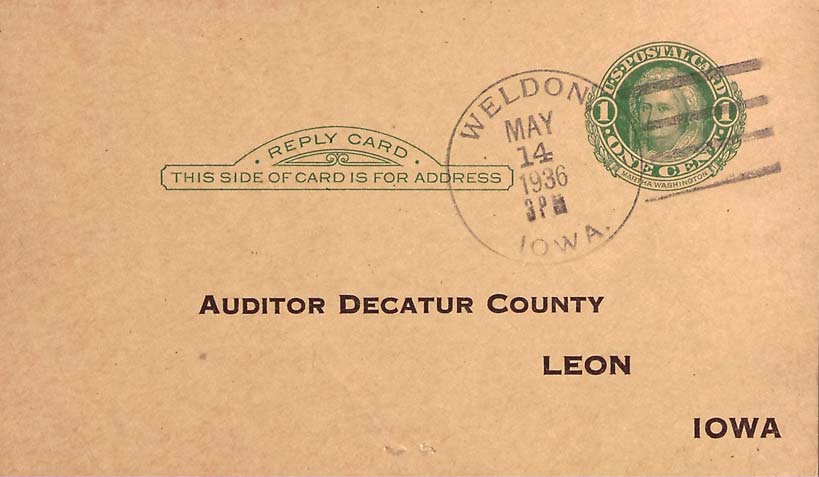 U.S. POSTAL CARD
1 1
ONE CENT
MARTHA WASHINGTON
WELDON
MAY
14
1936
3 PM
IOWA.
REPLY CARD
THIS SIDE OF CARD IS FOR ADDRESS
AUDITOR DECATUR COUNTY
LEON
IOWA